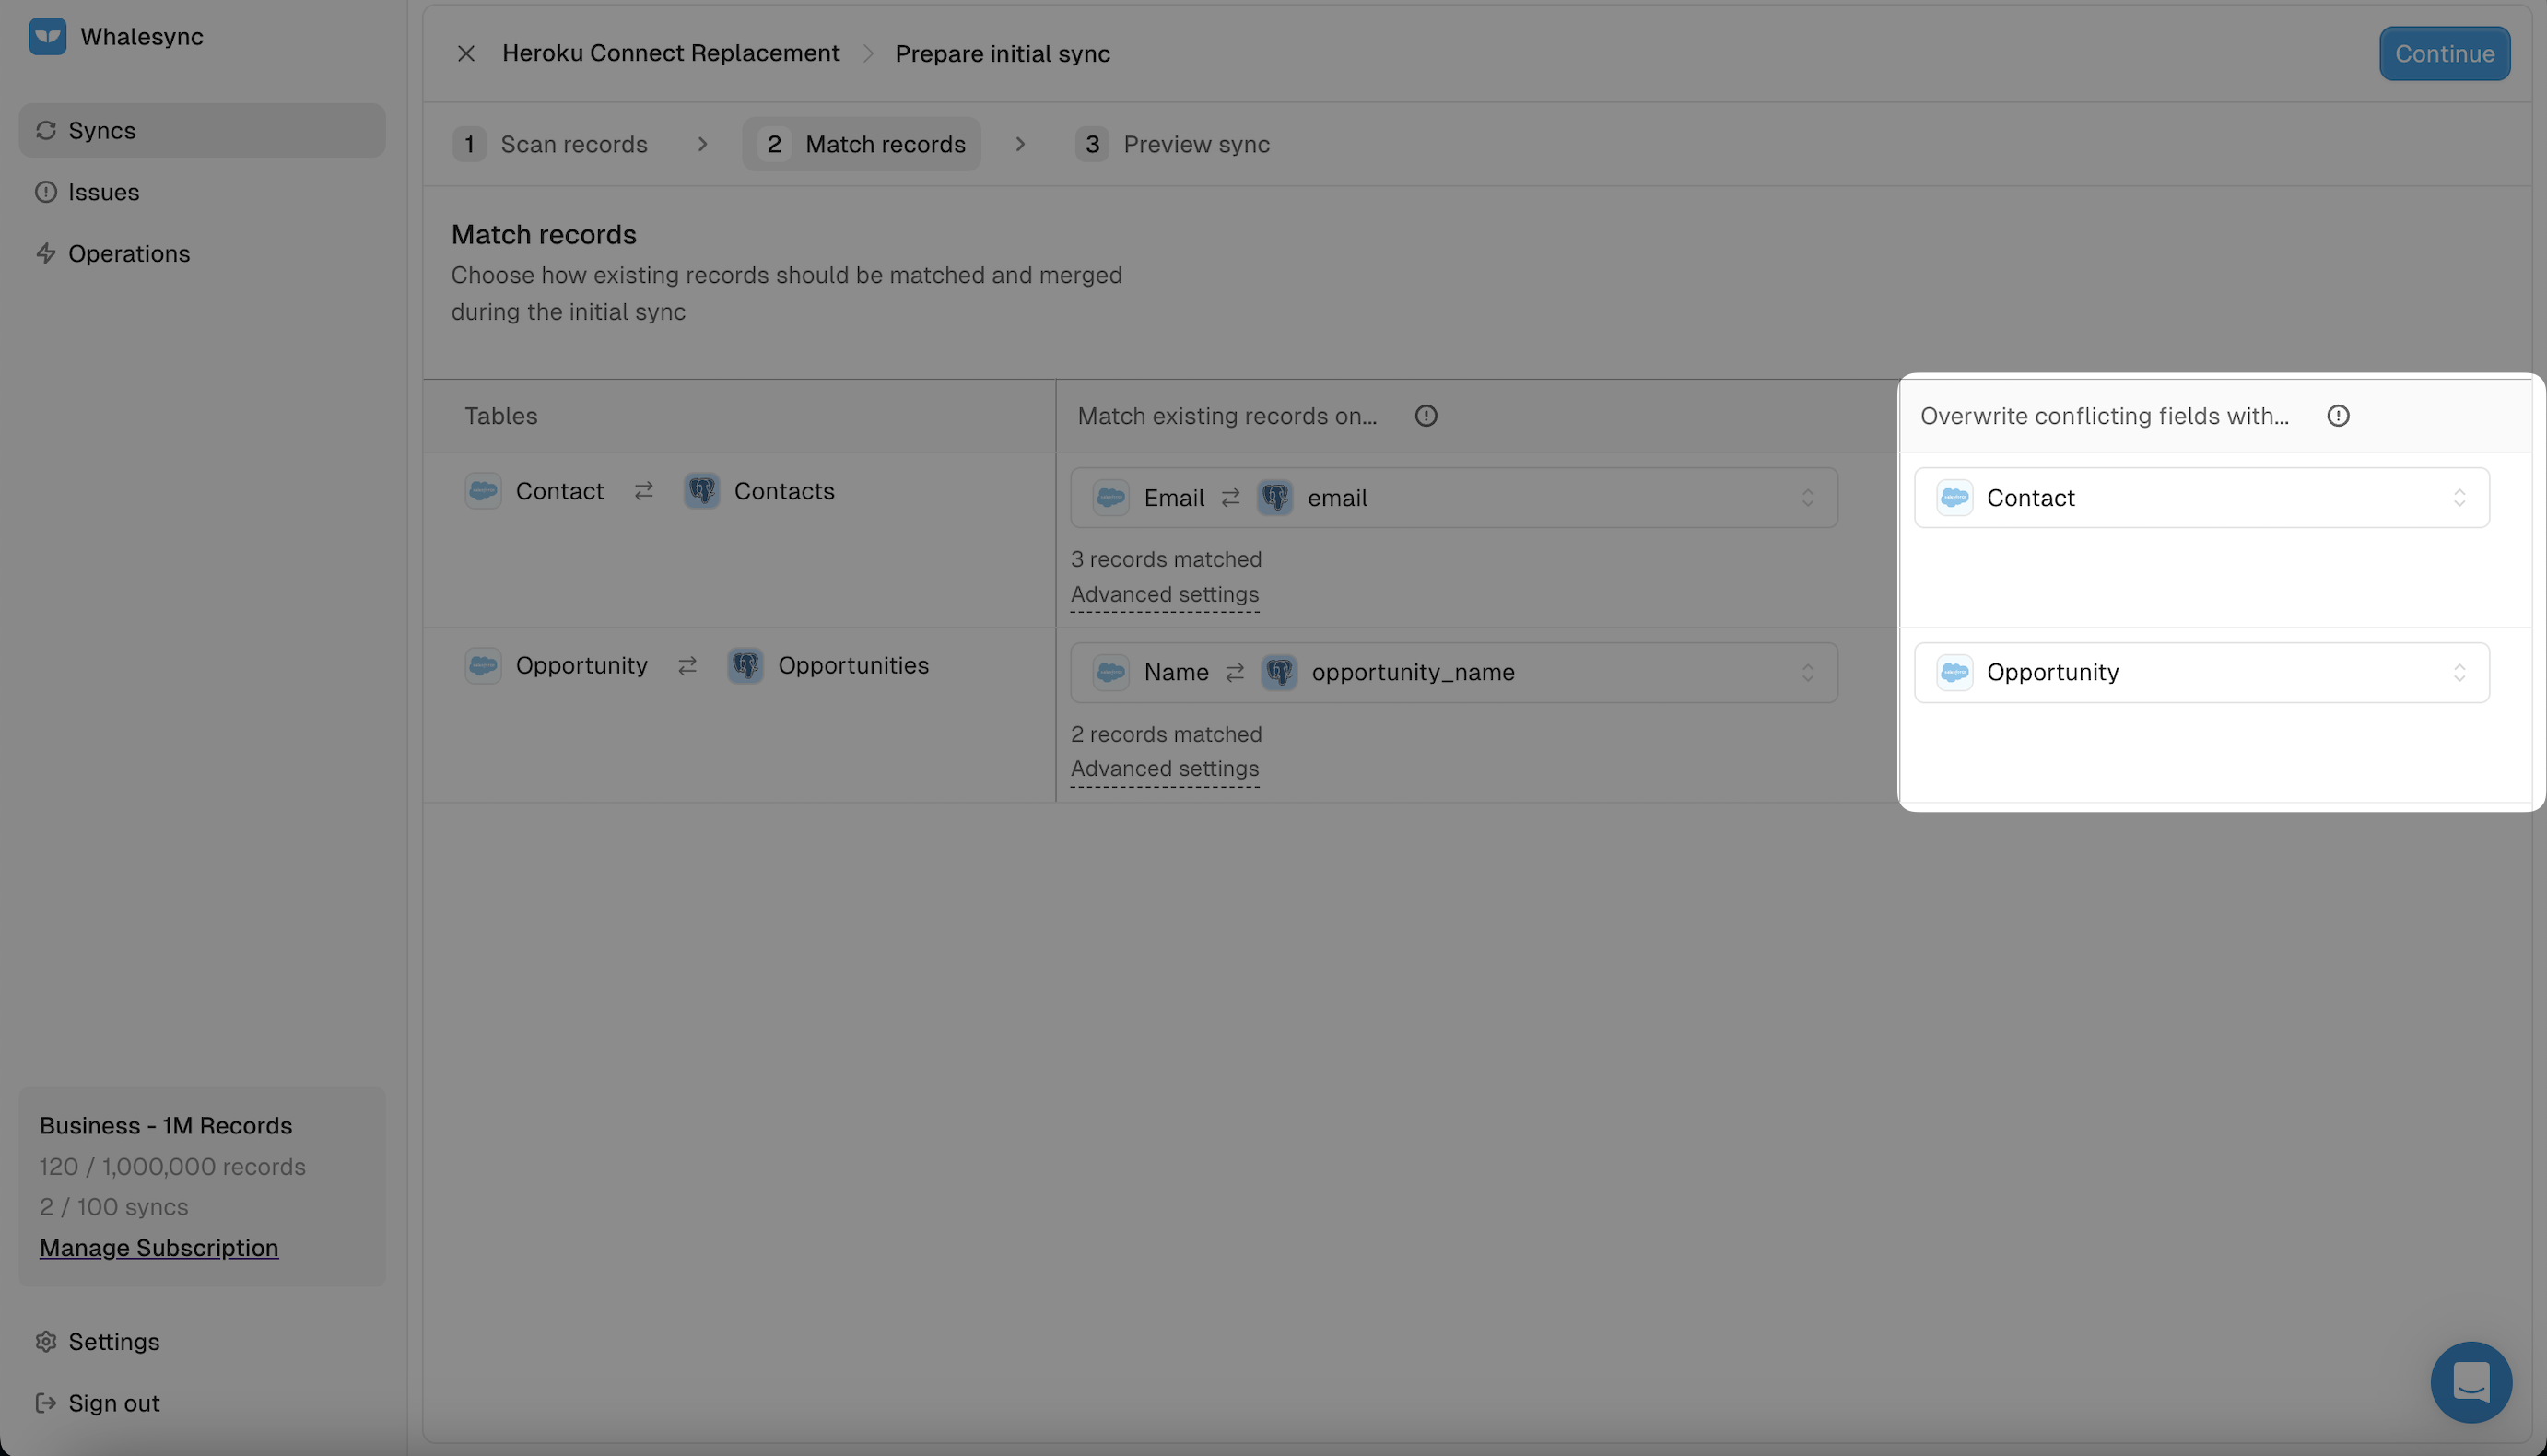 Whalesync
Syncs
Issues
Operations
Heroku Connect Replacement
Prepare initial sync
Continue
1 Scan records
2 Match records
3 Preview sync
Match records
Choose how existing records should be matched and merged
during the initial sync
Tables
Match existing records on...
Overwrite conflicting fields with...
Contact
Contacts
Email
email
Contact
3 records matched
Advanced settings
Opportunity
Opportunities
Name
opportunity_name
Opportunity
2 records matched
Advanced settings
Business - 1M Records
120 / 1,000,000 records
2 / 100 syncs
Manage Subscription
Settings
Sign out